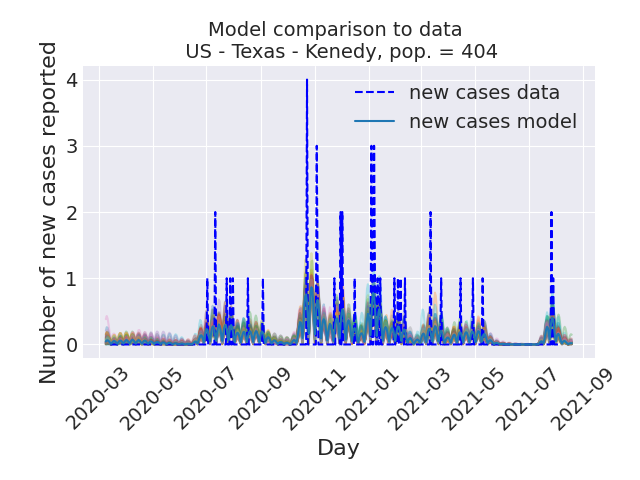 Model comparison to data
US - Texas - Kenedy, pop. = 404
Number of new cases reported
4
3
2
1
0
new cases data
new cases model
2020-03
2020-05
2020-07
2020-09
2020-11
2021-01
2021-03
2021-05
2021-07
2021-09
Day